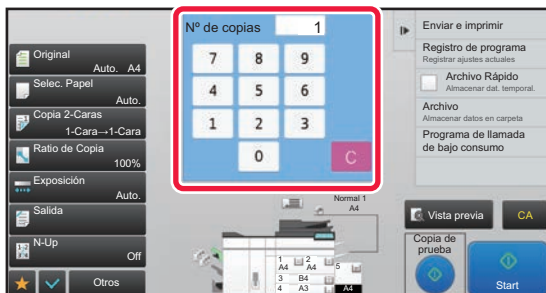 Nº de copias 1
7 8 9
4 5 6
1 2 3
0 C
Original
Auto. A4
Selec. Papel
Auto.
Copia 2-Caras
1-Cara→1-Cara
Ratio de Copia
100%
Exposición
Auto.
Salida
N-Up
Off
Otros
Enviar e imprimir
Registro de programa
Registrar ajustes actuales
Archivo Rápido
Almacenar dat. temporal.
Archivo
Almacenar datos en carpeta
Programa de llamada
de bajo consumo
Normal 1
A4
1 A4 2 A4 5
3 B4
4 A3 A4
Vista previa
CA
Copia de
prueba
Start